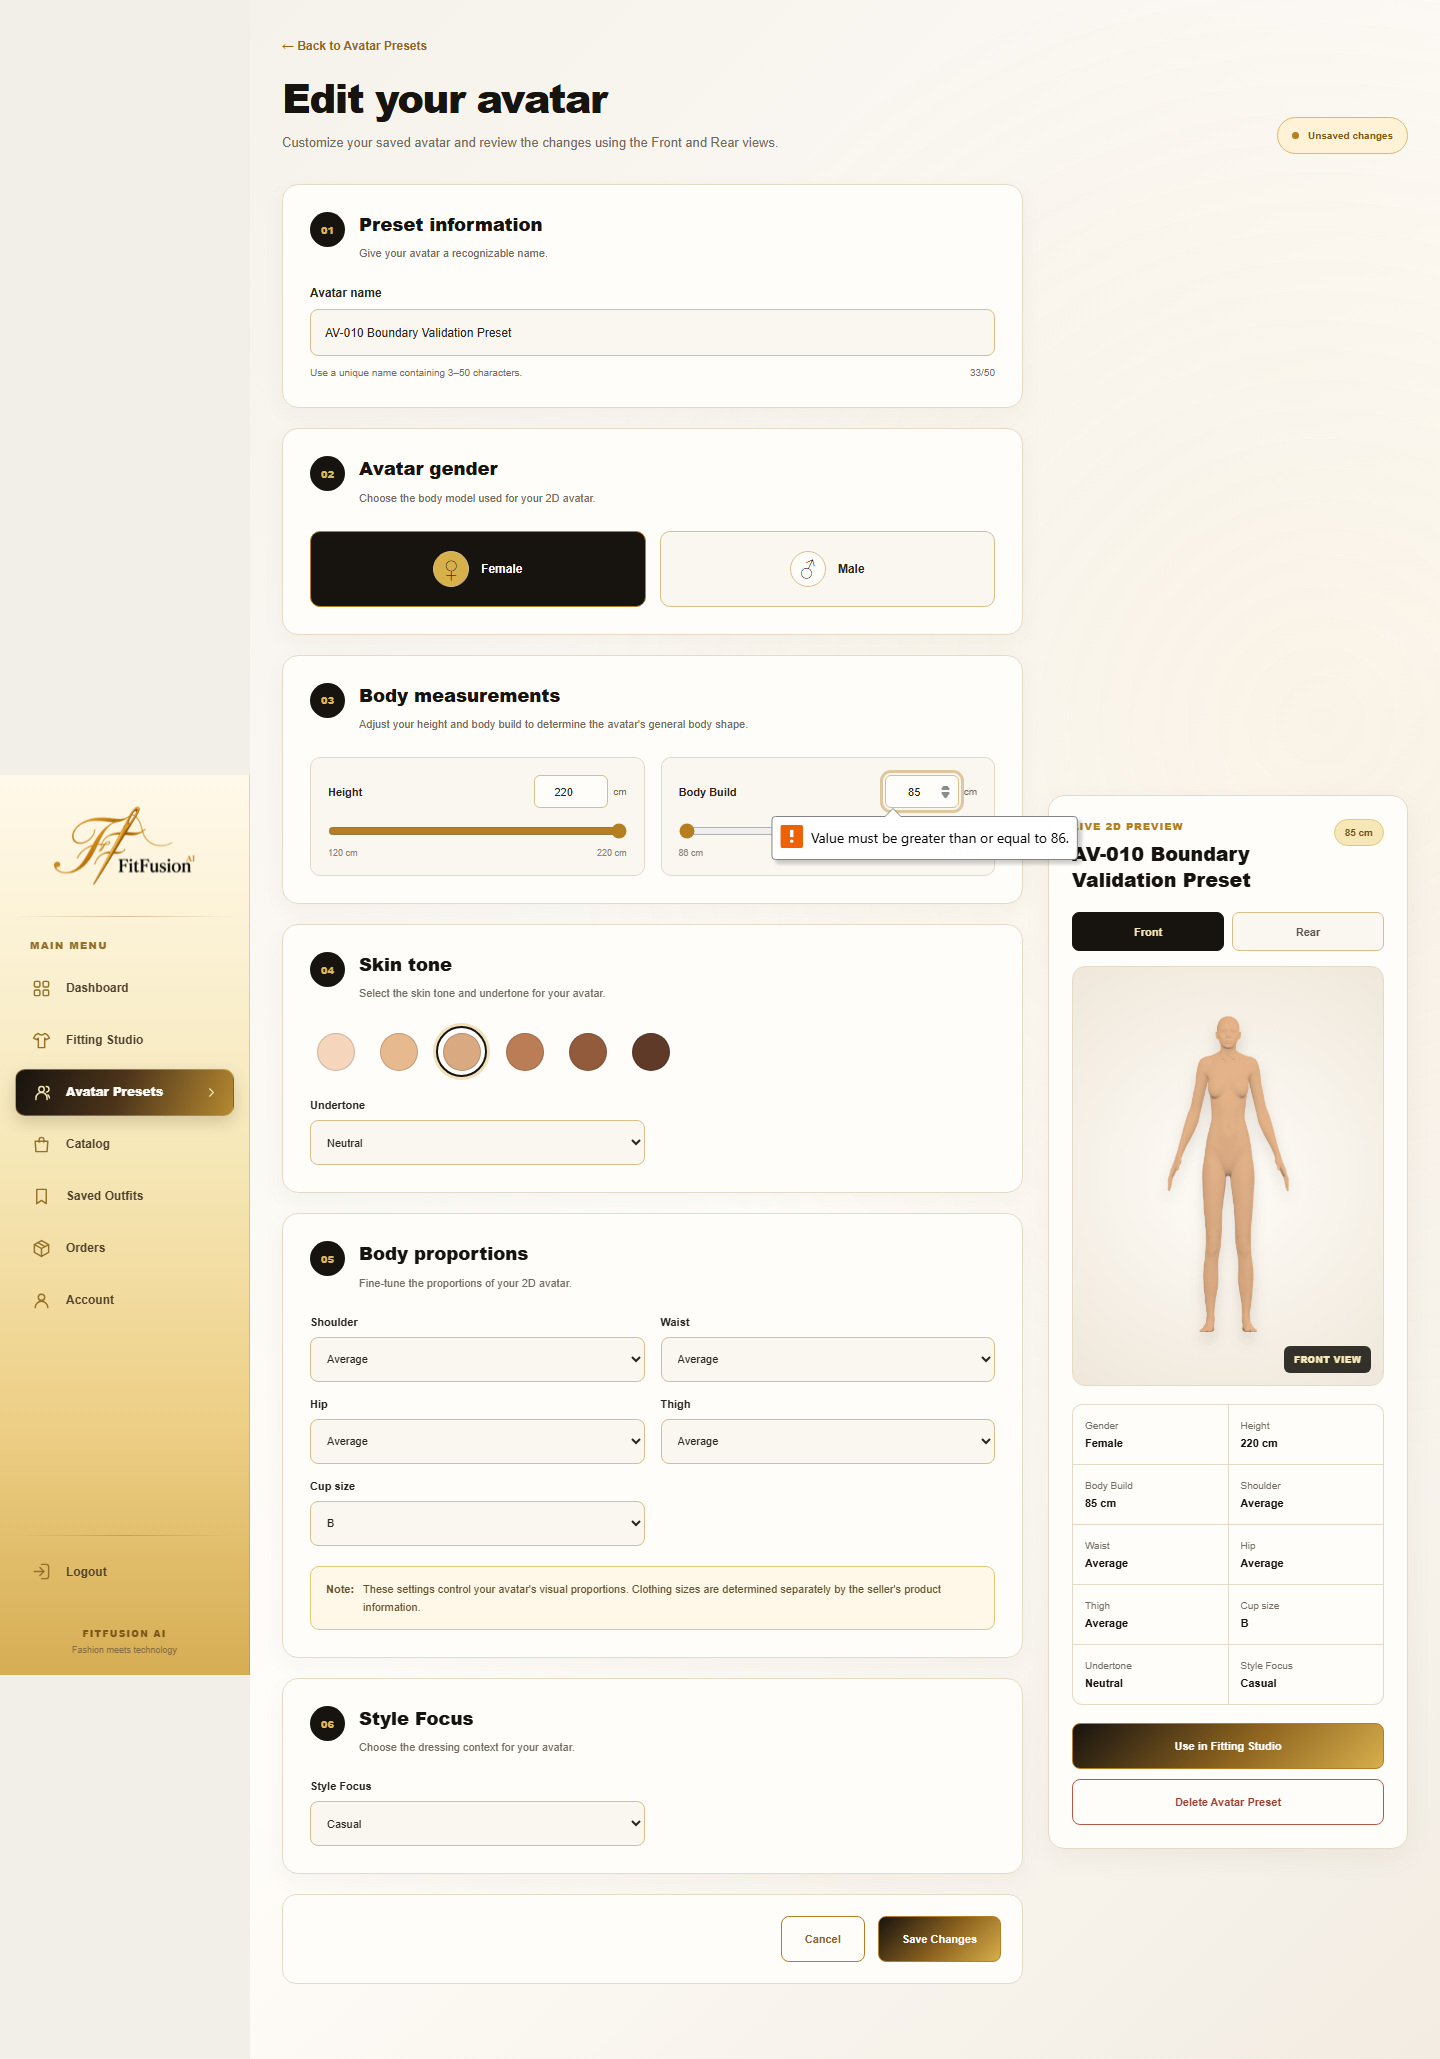 ← Back to Avatar Presets
Edit your avatar
Customize your saved avatar and review the changes using the Front and Rear views.
Unsaved changes
01
Preset information
Give your avatar a recognizable name.
Avatar name
AV-010 Boundary Validation Preset
Use a unique name containing 3–50 characters.
33/50
02
Avatar gender
Choose the body model used for your 2D avatar.
Female
Male
03
Body measurements
Adjust your height and body build to determine the avatar's general body shape.
Height
220
cm
120 cm
220 cm
Body Build
85
cm
86 cm
Value must be greater than or equal to 86.
04
Skin tone
Select the skin tone and undertone for your avatar.
Undertone
Neutral
05
Body proportions
Fine-tune the proportions of your 2D avatar.
Shoulder
Average
Waist
Average
Hip
Average
Thigh
Average
Cup size
B
Note: These settings control your avatar's visual proportions. Clothing sizes are determined separately by the seller's product
information.
06
Style Focus
Choose the dressing context for your avatar.
Style Focus
Casual
Cancel
Save Changes
FitFusion AI
MAIN MENU
Dashboard
Fitting Studio
Avatar Presets
Catalog
Saved Outfits
Orders
Account
Logout
FITFUSION AI
Fashion meets technology
LIVE 2D PREVIEW
85 cm
AV-010 Boundary
Validation Preset
Front
Rear
FRONT VIEW
Gender
Female
Height
220 cm
Body Build
85 cm
Shoulder
Average
Waist
Average
Hip
Average
Thigh
Average
Cup size
B
Undertone
Neutral
Style Focus
Casual
Use in Fitting Studio
Delete Avatar Preset